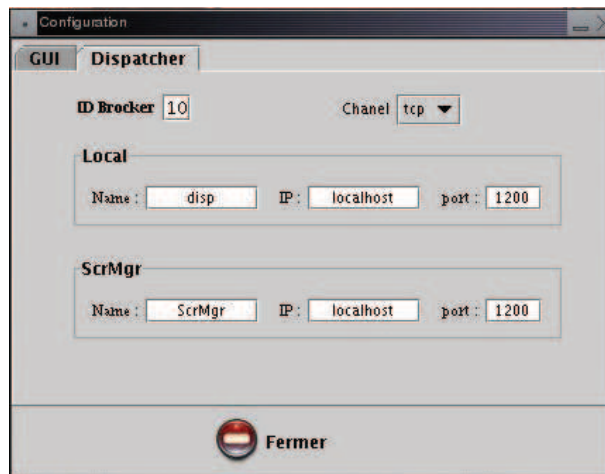 Configuration
GUI Dispatcher
ID Brocker 10 Chanel tcp
Local
Name : disp IP : localhost port : 1200
ScrMgr
Name : ScrMgr IP : localhost port : 1200
Fermer